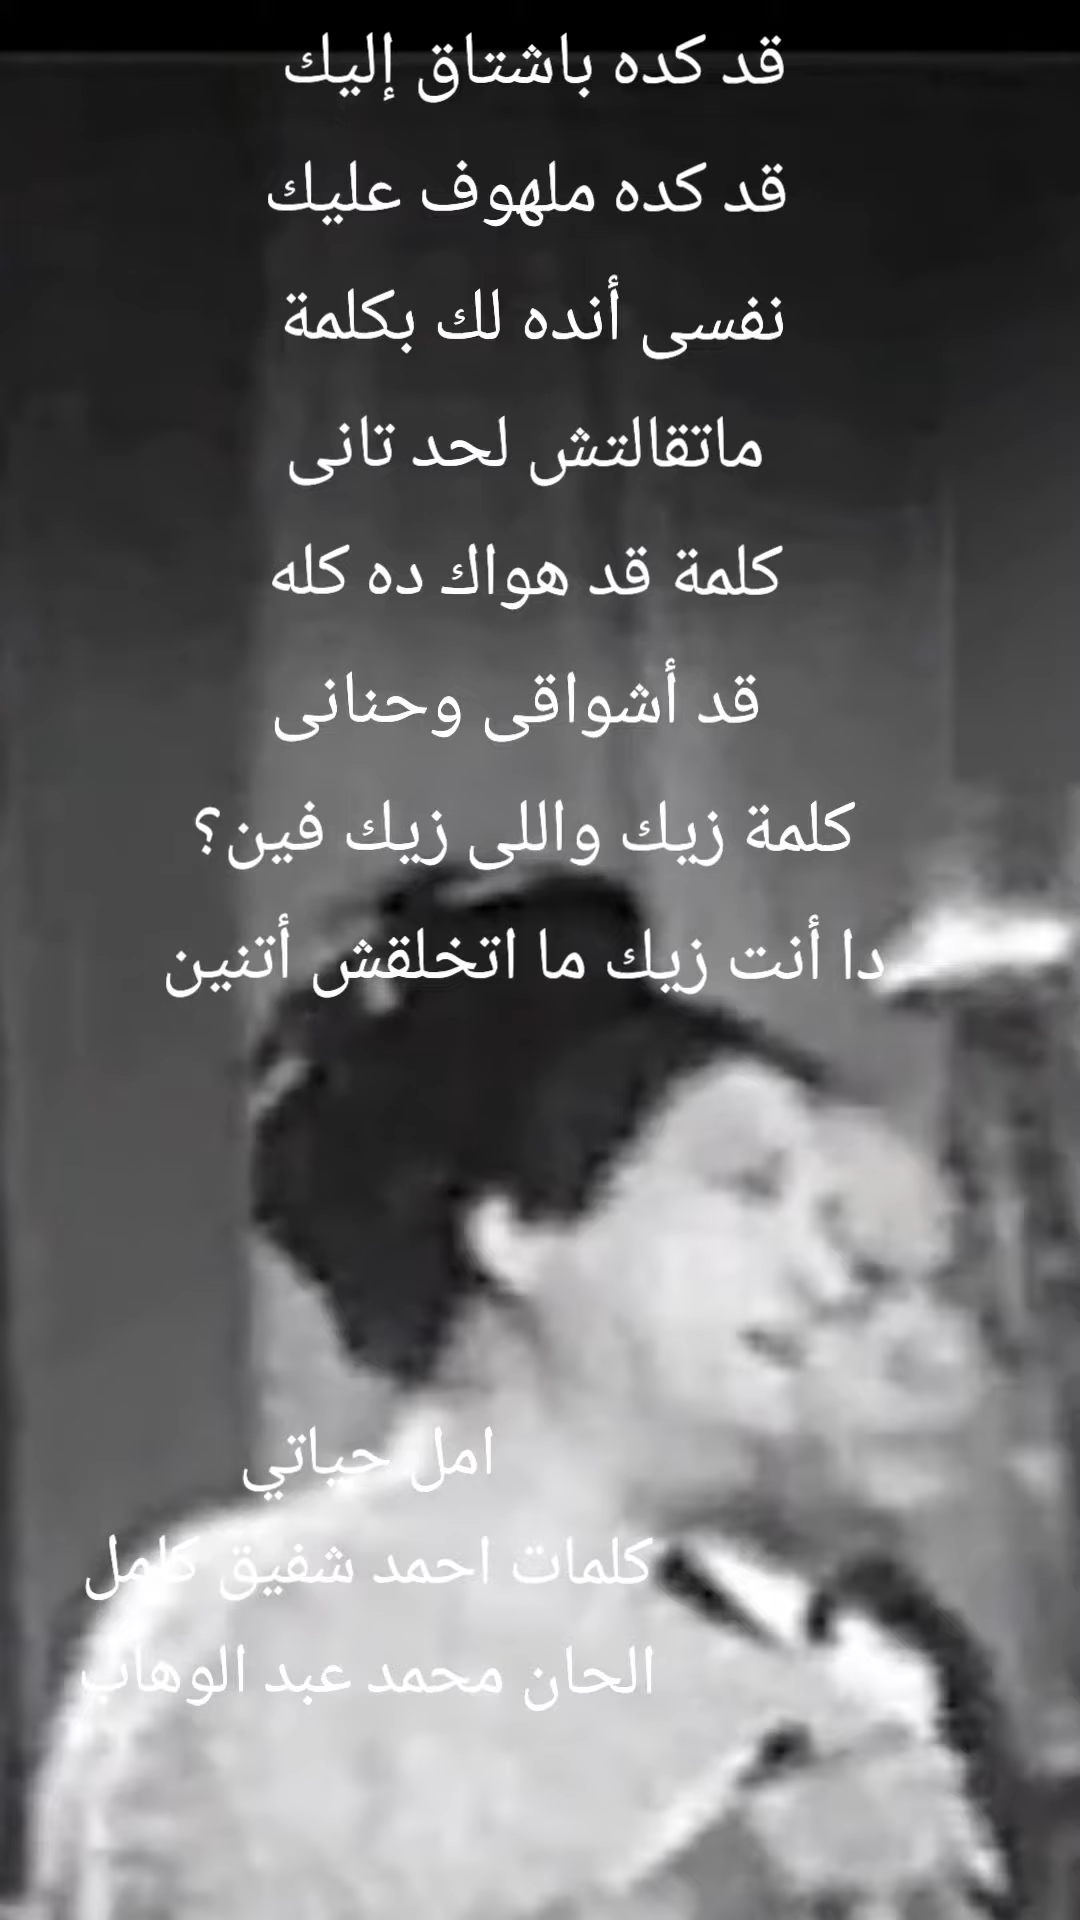 قد كده باشتاق إليك
قد كده ملهوف عليك
نفسى أنده لك بكلمة
ماتقالتش لحد تانى
كلمة قد هواك ده كله
قد أشواقى وحنانى
كلمة زيك واللى زيك فين؟
دا أنت زيك ما اتخلقش أتنين
امل حياتي
كلمات احمد شفيق كامل
الحان محمد عبد الوهاب